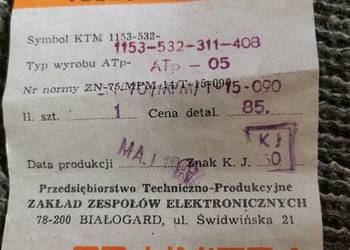 Symbol KTM 1153-532-
1153-532-311-408
Typ wyrobu ATp- ATp - 05
Nr normy ZN-75/MPM-14/T-15-090
Il. szt. 1 Cena detal. 85.
Data produkcji MAJ Znak K. J. KJ
Przedsiębiorstwo Techniczno-Produkcyjne
ZAKŁAD ZESPOŁÓW ELEKTRONICZNYCH
78-200 BIAŁOGARD, ul. Świdwińska 21